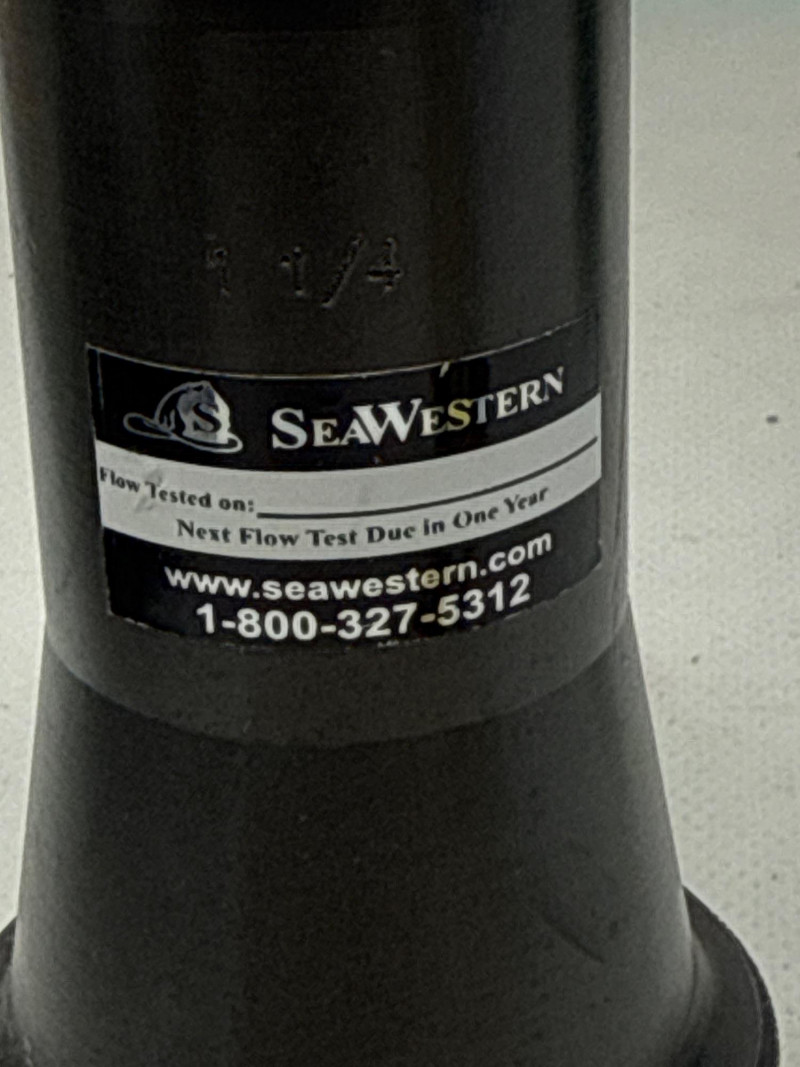 1 1/4
S
SEAWESTERN
Flow Tested on:
Next Flow Test Due in One Year
www.seawestern.com
1-800-327-5312